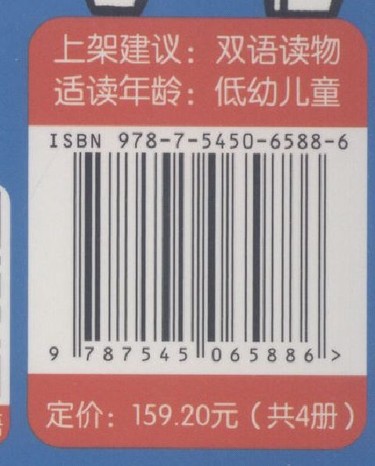 上架建议：双语读物
适读年龄：低幼儿童
ISBN 978-7-5450-6588-6
9 787545 065886 >
定价：159.20元（共4册）